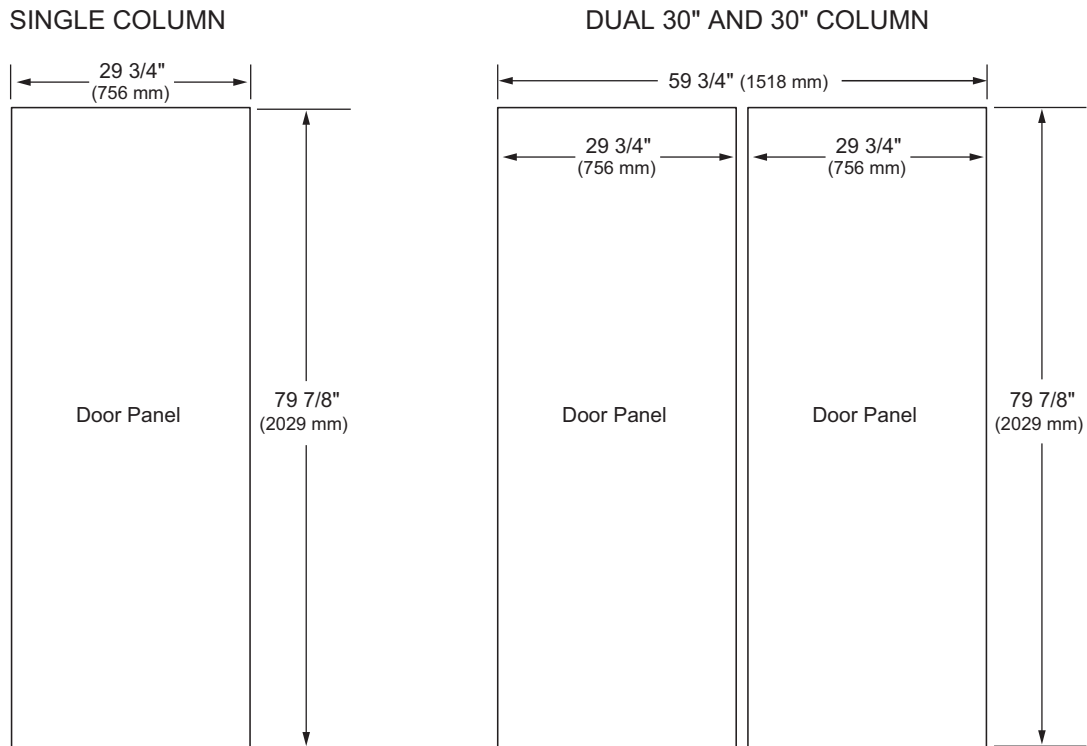 SINGLE COLUMN
29 3/4"
(756 mm)
79 7/8"
(2029 mm)
Door Panel
DUAL 30" AND 30" COLUMN
59 3/4" (1518 mm)
29 3/4"
(756 mm)
29 3/4"
(756 mm)
Door Panel
Door Panel
79 7/8"
(2029 mm)